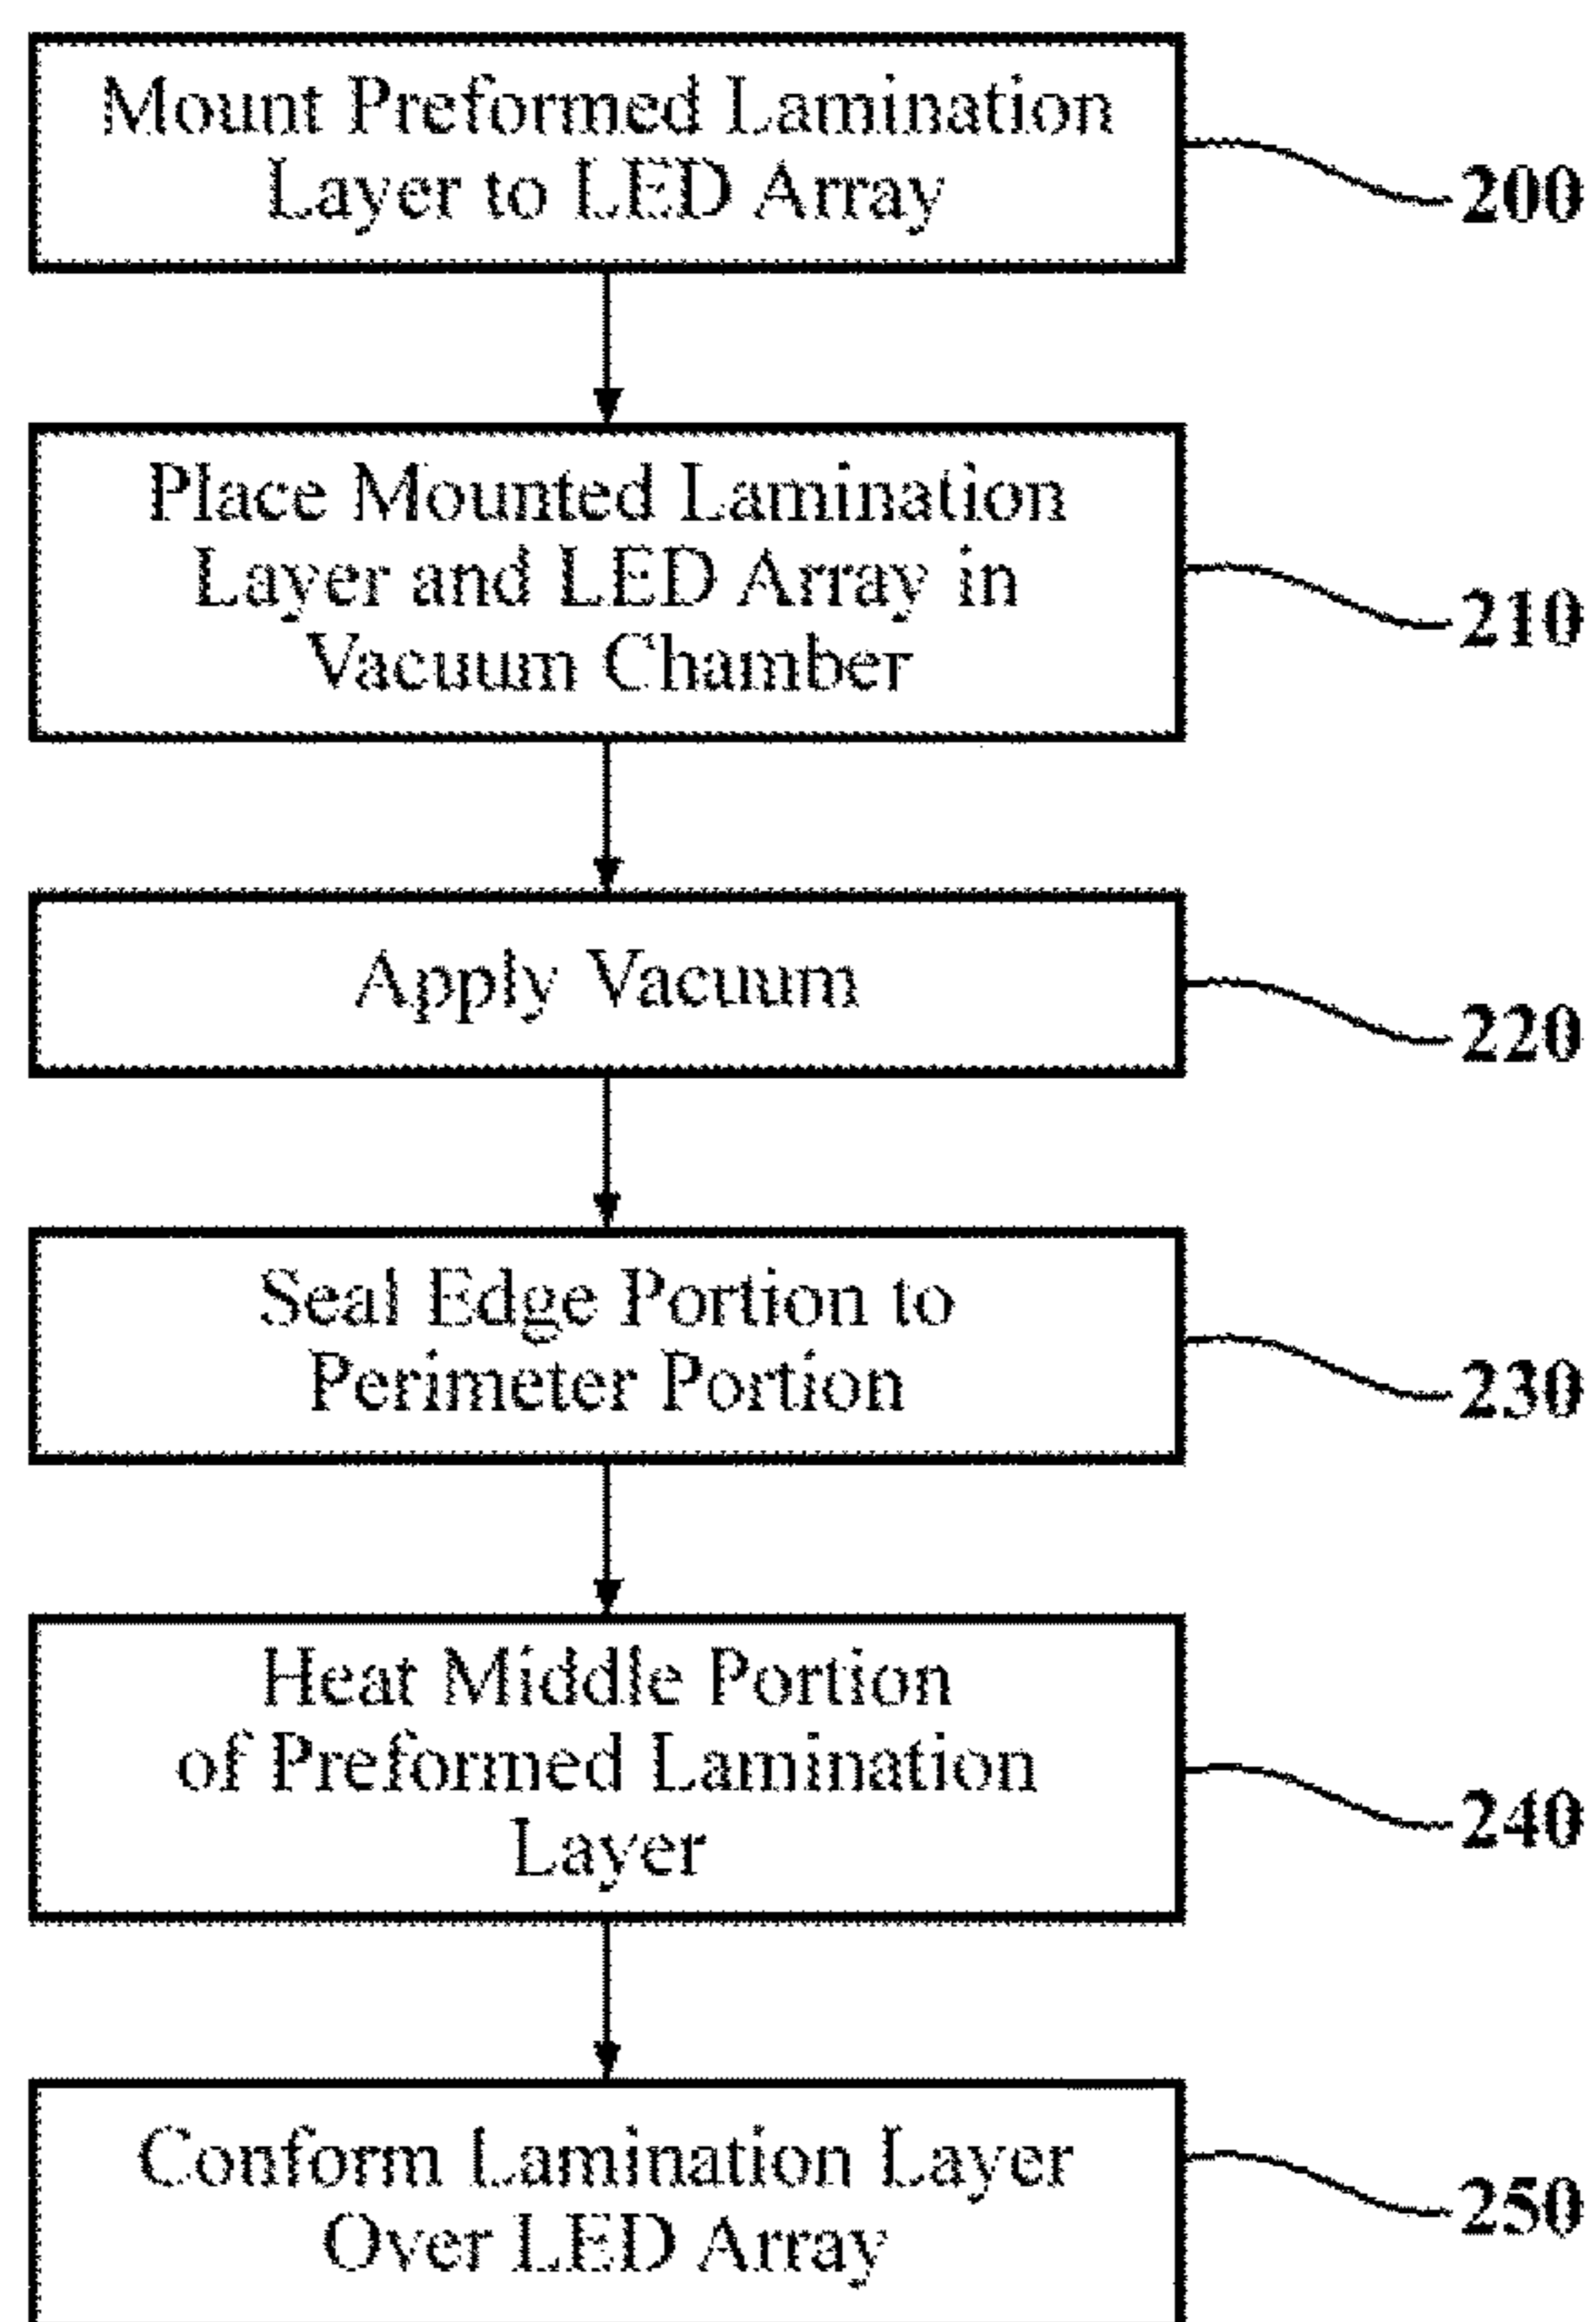 Mount Preformed Lamination
Layer to LED Array
200
Place Mounted Lamination
Layer and LED Array in
Vacuum Chamber
210
Apply Vacuum
220
Seal Edge Portion to
Perimeter Portion
230
Heat Middle Portion
of Preformed Lamination
Layer
240
Conform Lamination Layer
Over LED Array
250